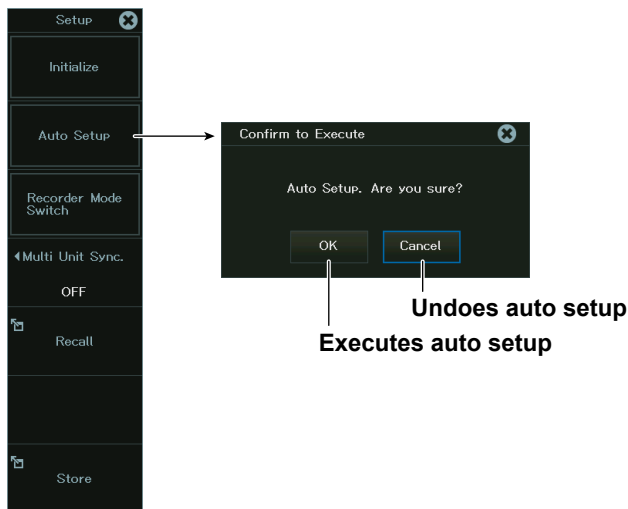 Setup
Initialize
Auto Setup
Recorder Mode
Switch
Multi Unit Sync.
OFF
Recall
Store
Confirm to Execute
Auto Setup. Are you sure?
OK
Cancel
Undoes auto setup
Executes auto setup